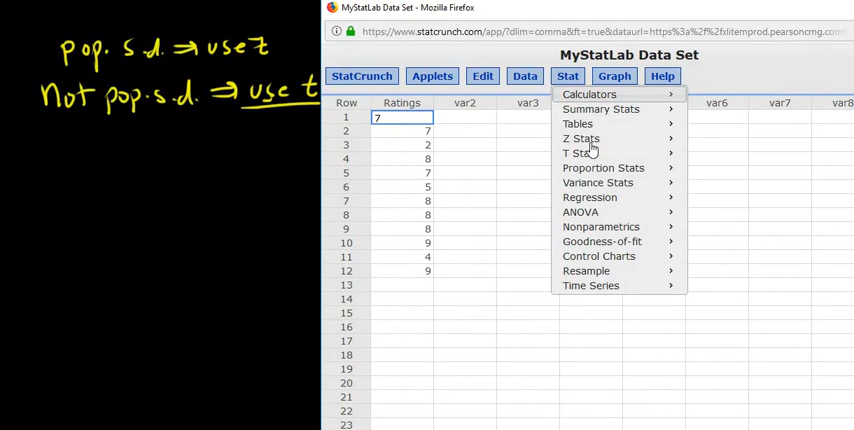 MyStatLab Data Set - Mozilla Firefox
https://www.statcrunch.com/app/?dlim=comma&ft=true&dataurl=https%3a%2f%2fxlitemprod.pearsoncmg.com%
MyStatLab Data Set
StatCrunch Applets Edit Data Stat Graph Help
pop. s.d. ⇒ use z
Not pop. s.d. ⇒ use t
Row Ratings var2 var3 var6 var7 var8
1 7
2 7
3 2
4 8
5 7
6 5
7 8
8 8
9 8
10 9
11 4
12 9
13
14
15
16
17
18
19
20
21
22
23
Calculators
Summary Stats
Tables
Z Stats
T Sta
Proportion Stats
Variance Stats
Regression
ANOVA
Nonparametrics
Goodness-of-fit
Control Charts
Resample
Time Series